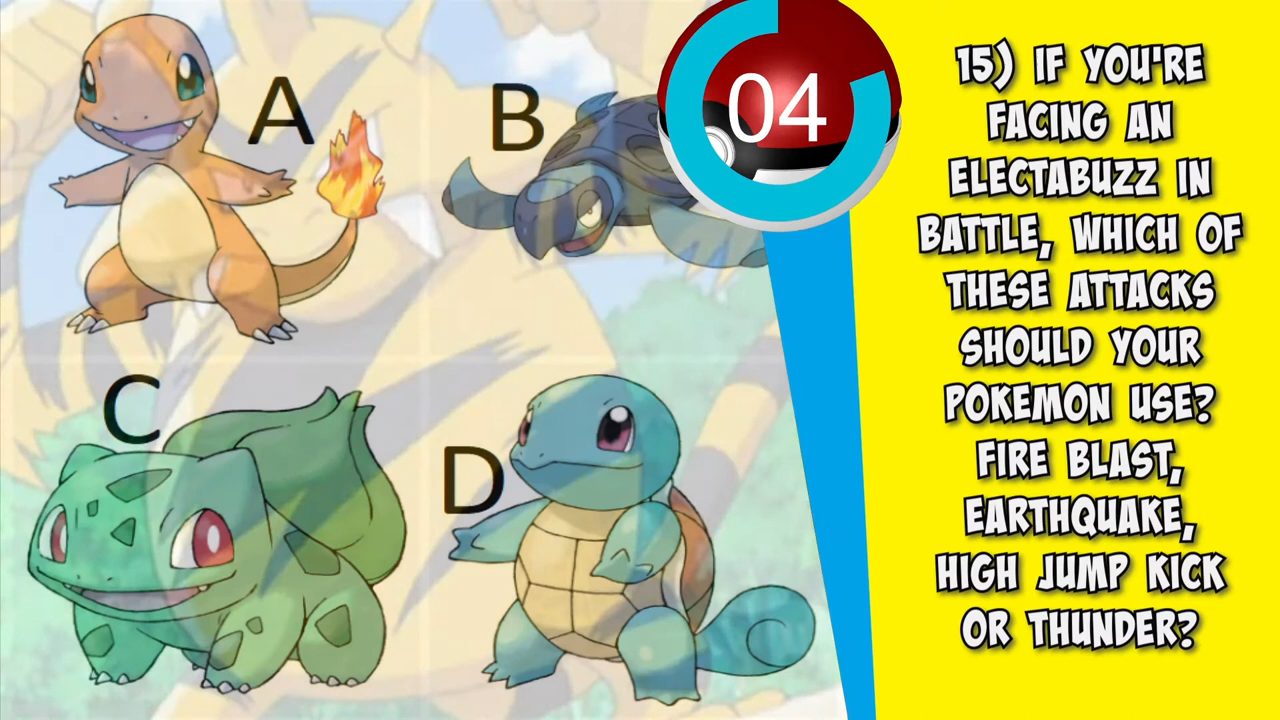 A
B
C
D
04
15) IF YOU'RE
FACING AN
ELECTABUZZ IN
BATTLE, WHICH OF
THESE ATTACKS
SHOULD YOUR
POKEMON USE?
FIRE BLAST,
EARTHQUAKE,
HIGH JUMP KICK
OR THUNDER?